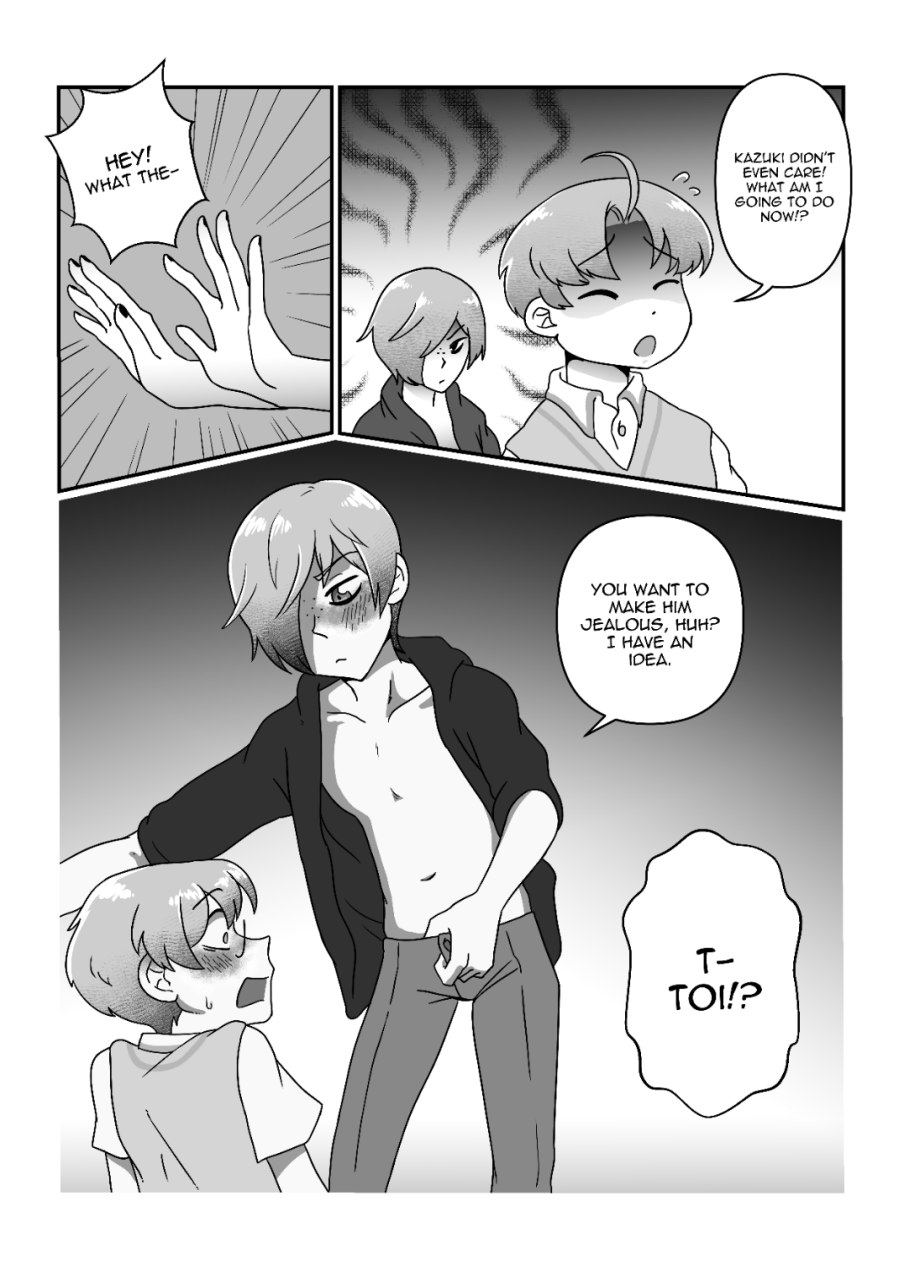 HEY!
WHAT THE-
KAZUKI DIDN'T
EVEN CARE!
WHAT AM I
GOING TO DO
NOW!?
YOU WANT TO
MAKE HIM
JEALOUS, HUH?
I HAVE AN
IDEA.
T-
TOI!?